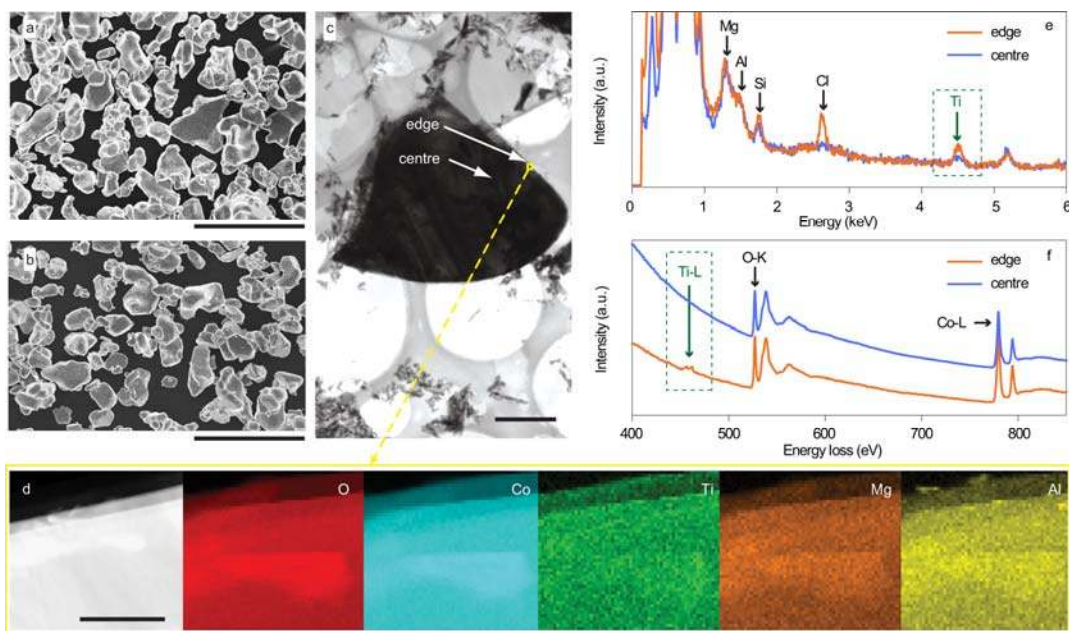 a
b
c
edge
centre
d
O
Co
Ti
Mg
Al
e
edge
centre
Mg
Al
Si
Cl
Ti
Intensity (a.u.)
0 1 2 3 4 5 6
Energy (keV)
f
edge
centre
Ti-L
O-K
Co-L
Intensity (a.u.)
400 500 600 700 800
Energy loss (eV)